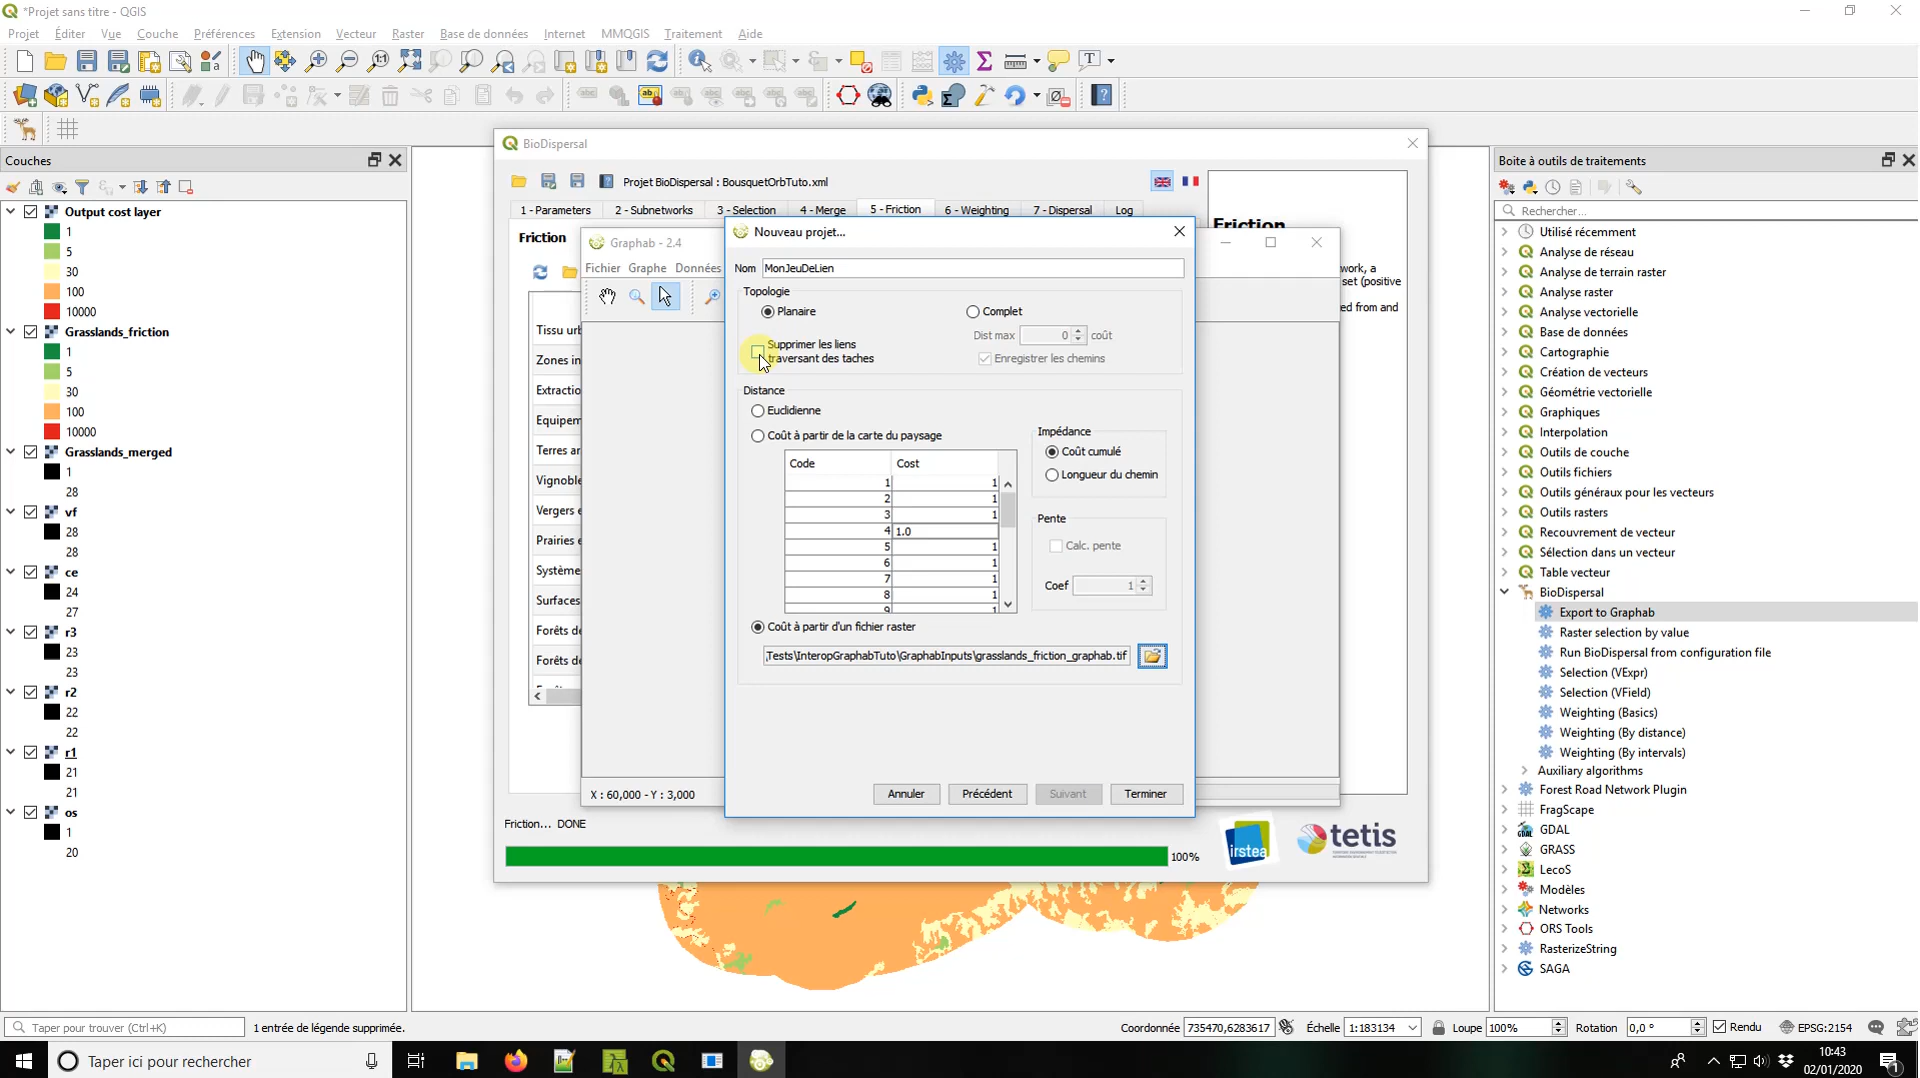 *Projet sans titre - QGIS
Projet Éditer Vue Couche Préférences Extension Vecteur Raster Base de données Internet MMQGIS Traitement Aide
Couches
Output cost layer
1
5
30
100
10000
Grasslands_friction
1
5
30
100
10000
Grasslands_merged
1
28
vf
28
28
ce
24
27
r3
23
23
r2
22
22
r1
21
21
os
1
20
BioDispersal
Projet BioDispersal : BousquetOrbTuto.xml
1 - Parameters 2 - Subnetworks 3 - Selection 4 - Merge 5 - Friction 6 - Weighting 7 - Dispersal Log
Friction
Friction
work, a
set (positive
ed from and
Tissu urb
Zones in
Extractio
Equipem
Terres ar
Vignoble
Vergers e
Prairies e
Système
Surfaces
Forêts de
Forêts de
Friction... DONE
100%
irstea
tetis
Graphab - 2.4
Fichier Graphe Données
X : 60,000 - Y : 3,000
Nouveau projet...
Nom MonJeuDeLien
Topologie
Planaire Complet
Dist max 0 coût
Supprimer les liens
traversant des taches
Enregistrer les chemins
Distance
Euclidienne
Coût à partir de la carte du paysage
Code Cost
1 1
2 1
3 1
4 1.0
5 1
6 1
7 1
8 1
9 1
Impédance
Coût cumulé
Longueur du chemin
Pente
Calc. pente
Coef 1
Coût à partir d'un fichier raster
Tests\InteropGraphabTuto\GraphabInputs\grasslands_friction_graphab.tif
Annuler Précédent Suivant Terminer
Boite à outils de traitements
Rechercher...
Utilisé récemment
Analyse de réseau
Analyse de terrain raster
Analyse raster
Analyse vectorielle
Base de données
Cartographie
Création de vecteurs
Géométrie vectorielle
Graphiques
Interpolation
Outils de couche
Outils fichiers
Outils généraux pour les vecteurs
Outils rasters
Recouvrement de vecteur
Sélection dans un vecteur
Table vecteur
BioDispersal
Export to Graphab
Raster selection by value
Run BioDispersal from configuration file
Selection (VExpr)
Selection (VField)
Weighting (Basics)
Weighting (By distance)
Weighting (By intervals)
Auxiliary algorithms
Forest Road Network Plugin
FragScape
GDAL
GRASS
LecoS
Modèles
Networks
ORS Tools
RasterizeString
SAGA
Taper pour trouver (Ctrl+K) 1 entrée de légende supprimée.
Coordonnée 735470,6283617 Échelle 1:183134 Loupe 100% Rotation 0,0 ° Rendu EPSG:2154
Taper ici pour rechercher
10:43
02/01/2020